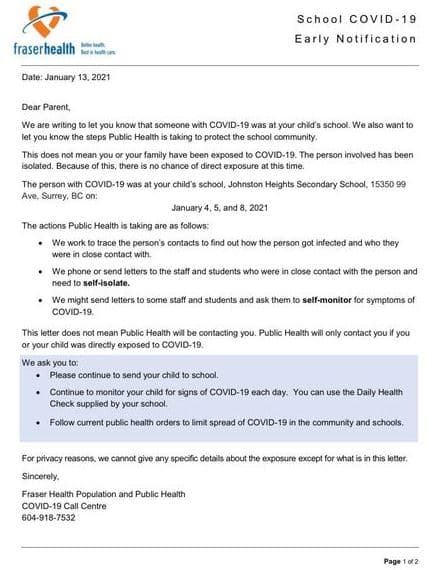 School COVID-19
Early Notification
fraserhealth
Better health.
Best in health care.
Date: January 13, 2021
Dear Parent,
We are writing to let you know that someone with COVID-19 was at your child's school. We also want to
let you know the steps Public Health is taking to protect the school community.
This does not mean you or your family have been exposed to COVID-19. The person involved has been
isolated. Because of this, there is no chance of direct exposure at this time.
The person with COVID-19 was at your child's school, Johnston Heights Secondary School, 15350 99
Ave, Surrey, BC on:
January 4, 5, and 8, 2021
The actions Public Health is taking are as follows:
• We work to trace the person's contacts to find out how the person got infected and who they
were in close contact with.
• We phone or send letters to the staff and students who were in close contact with the person and
need to self-isolate.
• We might send letters to some staff and students and ask them to self-monitor for symptoms of
COVID-19.
This letter does not mean Public Health will be contacting you. Public Health will only contact you if you
or your child was directly exposed to COVID-19.
We ask you to:
• Please continue to send your child to school.
• Continue to monitor your child for signs of COVID-19 each day. You can use the Daily Health
Check supplied by your school.
• Follow current public health orders to limit spread of COVID-19 in the community and schools.
For privacy reasons, we cannot give any specific details about the exposure except for what is in this letter.
Sincerely,
Fraser Health Population and Public Health
COVID-19 Call Centre
604-918-7532
Page 1 of 2